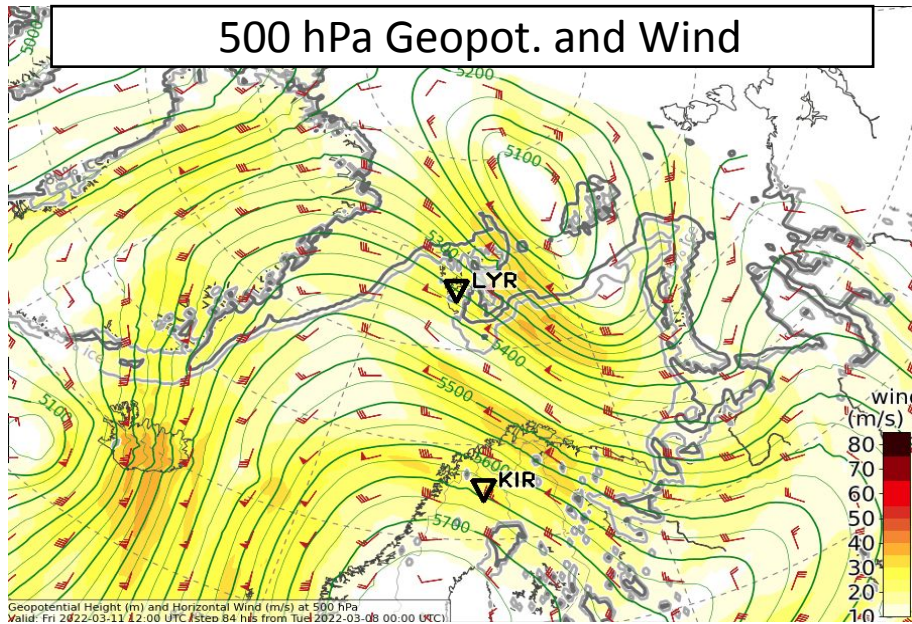 500 hPa Geopot. and Wind
5000
5200
5100
LYR
5400
5500
5100
5600
KIR
5700
wind
(m/s)
80
70
60
50
40
30
20
10
Geopotential Height (m) and Horizontal Wind (m/s) at 500 hPa
Valid: Fri 2022-03-11 12:00 UTC (step 84 hrs from Tue 2022-03-08 00:00 UTC)